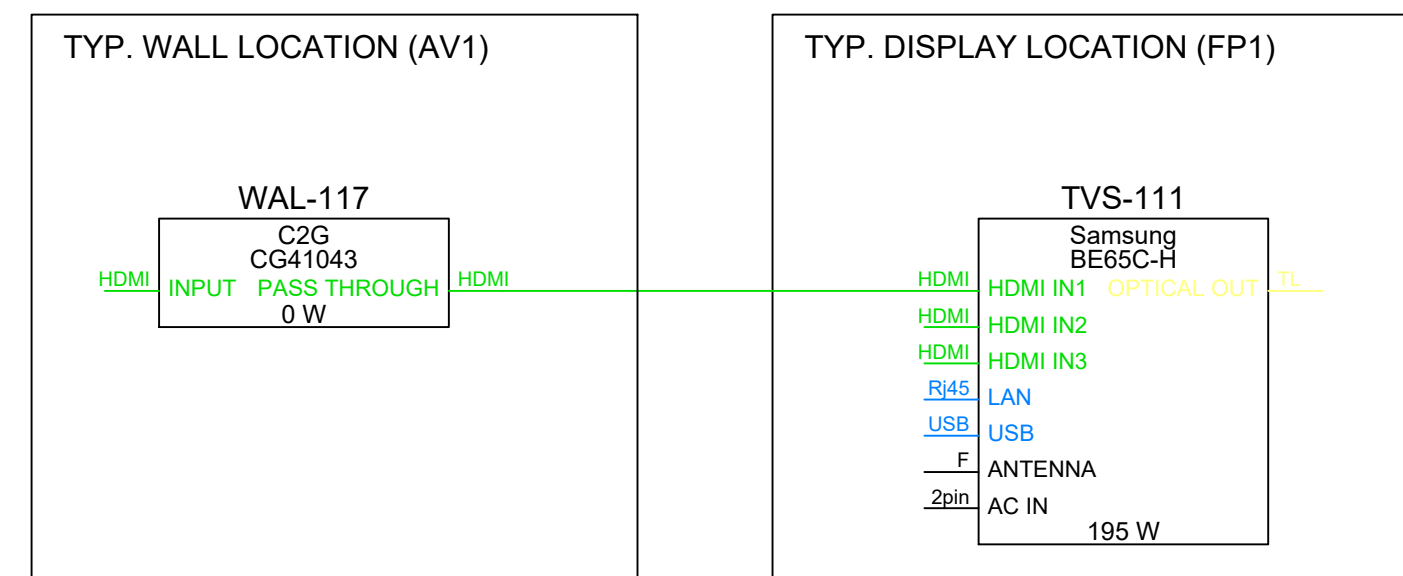 TYP. WALL LOCATION (AV1)
WAL-117
C2G
CG41043
HDMI INPUT PASS THROUGH HDMI
0 W
TYP. DISPLAY LOCATION (FP1)
TVS-111
Samsung
BE65C-H
HDMI HDMI IN1 OPTICAL OUT TL
HDMI HDMI IN2
HDMI HDMI IN3
Rj45 LAN
USB USB
F ANTENNA
2pin AC IN
195 W